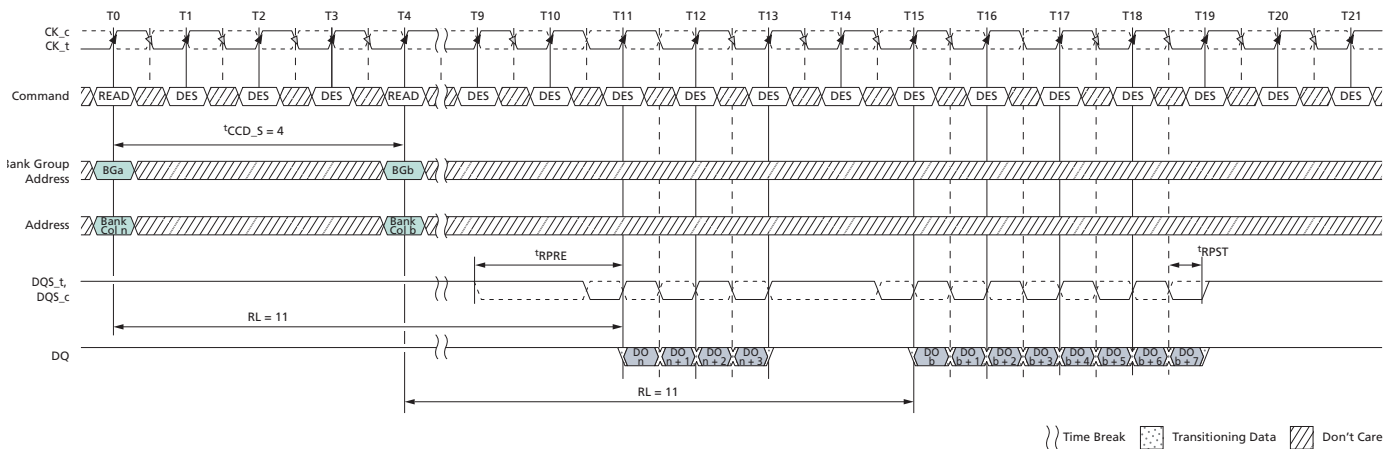 T0 T1 T2 T3 T4 T9 T10 T11 T12 T13 T14 T15 T16 T17 T18 T19 T20 T21
CK_c
CK_t
Command READ DES DES DES READ DES DES DES DES DES DES DES DES DES DES DES DES DES
tCCD_S = 4
Bank Group
Address
BGa BGb
Address
Bank
Col n
Bank
Col b
tRPRE tRPST
DQS_t,
DQS_c
RL = 11
DQ
DO
n
DO
n + 1
DO
n + 2
DO
n + 3
DO
b
DO
b + 1
DO
b + 2
DO
b + 3
DO
b + 4
DO
b + 5
DO
b + 6
DO
b + 7
RL = 11
Time Break Transitioning Data Don't Care